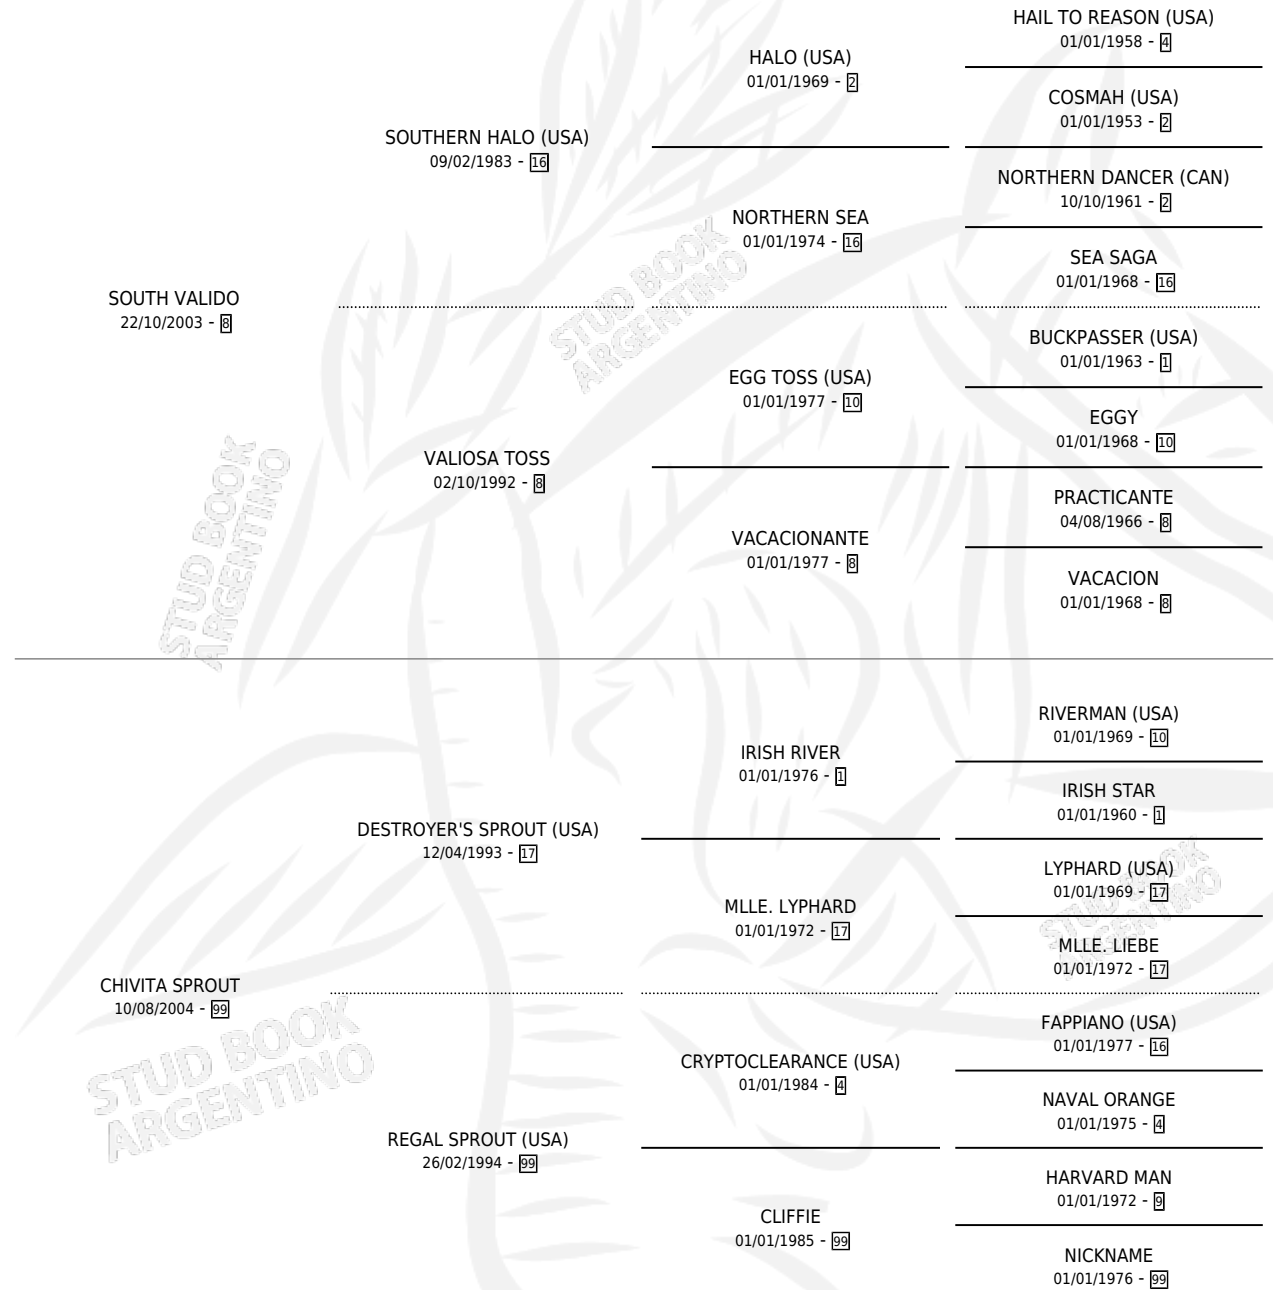 HAIL TO REASON (USA)
01/01/1958 - 4
HALO (USA)
01/01/1969 - 2
COSMAH (USA)
01/01/1953 - 2
SOUTHERN HALO (USA)
09/02/1983 - 16
NORTHERN DANCER (CAN)
10/10/1961 - 2
NORTHERN SEA
01/01/1974 - 16
SEA SAGA
01/01/1968 - 16
SOUTH VALIDO
22/10/2003 - 8
STUD BOOK
ARGENTINO
BUCKPASSER (USA)
01/01/1963 - 1
EGG TOSS (USA)
01/01/1977 - 10
EGGY
01/01/1968 - 10
VALIOSA TOSS
02/10/1992 - 8
PRACTICANTE
04/08/1966 - 8
VACACIONANTE
01/01/1977 - 8
VACACION
01/01/1968 - 8
STUD BOOK
ARGENTINO
RIVERMAN (USA)
01/01/1969 - 10
IRISH RIVER
01/01/1976 - 1
IRISH STAR
01/01/1960 - 1
DESTROYER'S SPROUT (USA)
12/04/1993 - 17
LYPHARD (USA)
01/01/1969 - 17
MLLE. LYPHARD
01/01/1972 - 17
STUD BOOK
ARGENTINO
MLLE. LIEBE
01/01/1972 - 17
CHIVITA SPROUT
10/08/2004 - 99
STUD BOOK
ARGENTINO
FAPPIANO (USA)
01/01/1977 - 16
CRYPTOCLEARANCE (USA)
01/01/1984 - 4
NAVAL ORANGE
01/01/1975 - 4
REGAL SPROUT (USA)
26/02/1994 - 99
HARVARD MAN
01/01/1972 - 9
CLIFFIE
01/01/1985 - 99
NICKNAME
01/01/1976 - 99